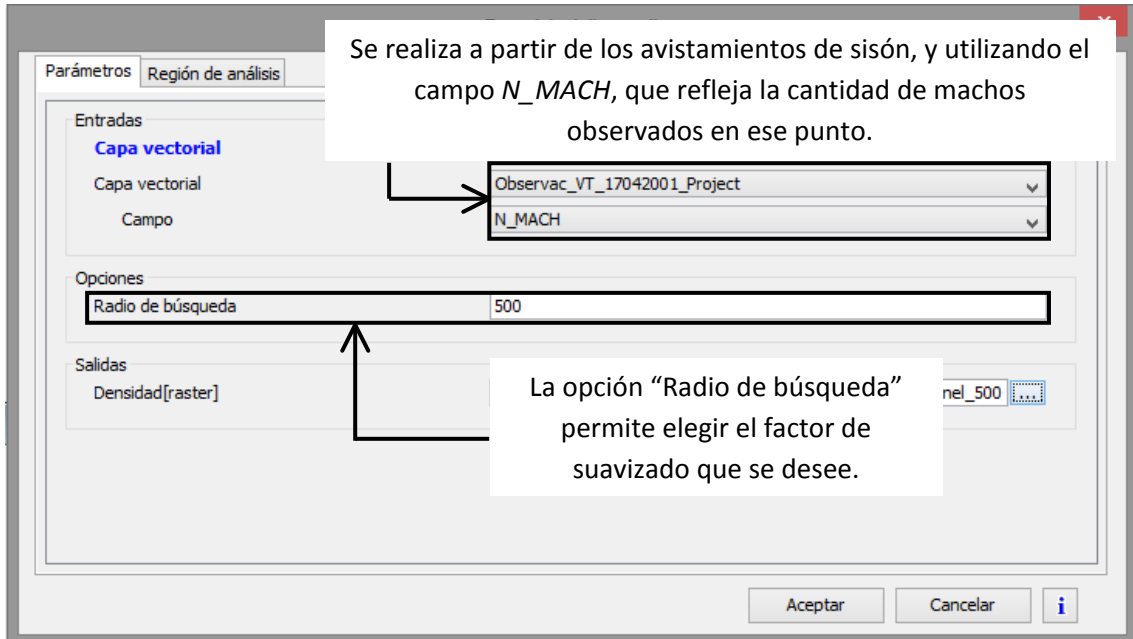 Se realiza a partir de los avistamientos de sisón, y utilizando el
campo N_MACH, que refleja la cantidad de machos
observados en ese punto.
Parámetros
Región de análisis
Entradas
Capa vectorial
Capa vectorial
Observac_VT_17042001_Project
Campo
N_MACH
Opciones
Radio de búsqueda
500
Salidas
Densidad[raster]
nel_500
...
La opción “Radio de búsqueda”
permite elegir el factor de
suavizado que se desee.
Aceptar
Cancelar
i